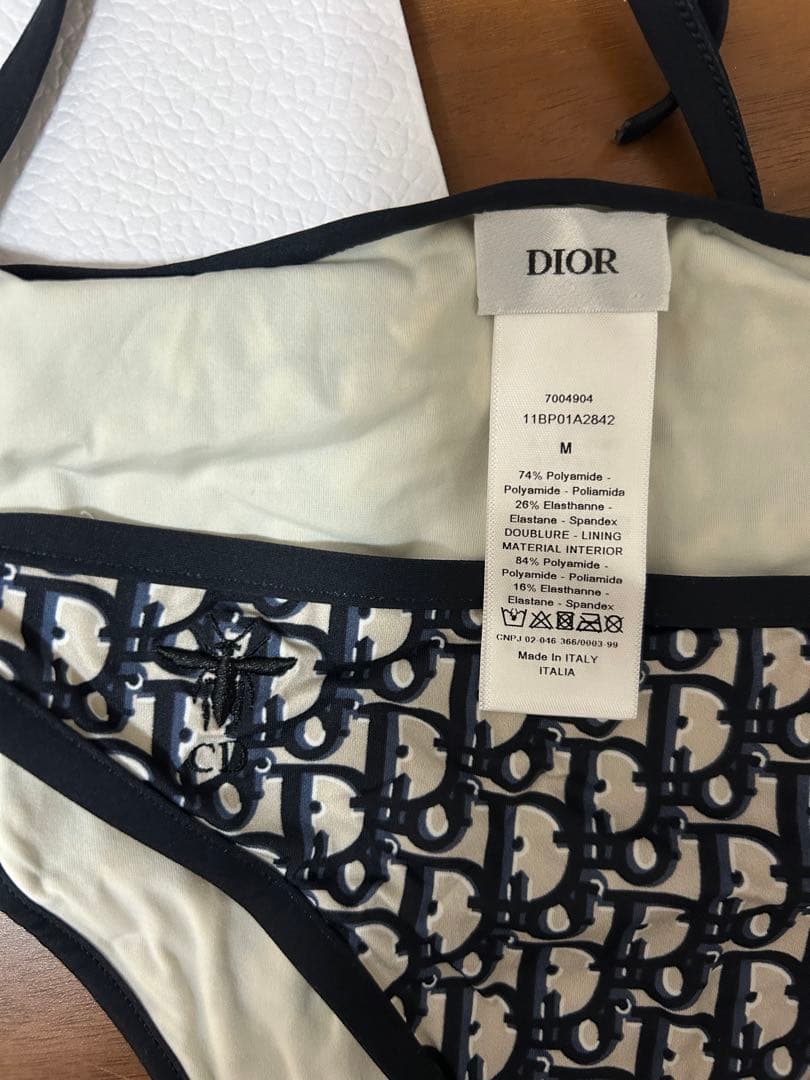 DIOR
7004904
11BP01A2842
M
74% Polyamide -
Polyamide - Poliamida
26% Elasthanne -
Elastane - Spandex
DOUBLURE - LINING
MATERIAL INTERIOR
84% Polyamide -
Polyamide - Poliamida
16% Elasthanne -
Elastane - Spandex
CNPJ 02-046 366/0003-99
Made In ITALY
ITALIA
CD